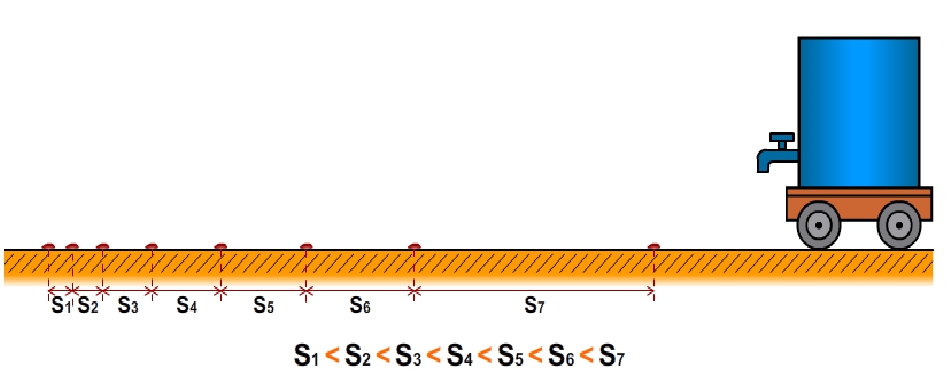 S1 S2 S3 S4 S5 S6 S7
S1 < S2 < S3 < S4 < S5 < S6 < S7